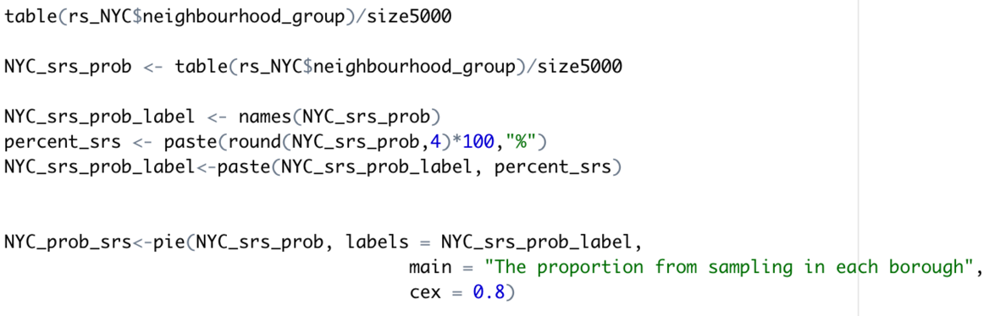 table(rs_NYC$neighbourhood_group)/size5000
NYC_srs_prob <- table(rs_NYC$neighbourhood_group)/size5000
NYC_srs_prob_label <- names(NYC_srs_prob)
percent_srs <- paste(round(NYC_srs_prob,4)*100,"%")
NYC_srs_prob_label<-paste(NYC_srs_prob_label, percent_srs)
NYC_prob_srs<-pie(NYC_srs_prob, labels = NYC_srs_prob_label,
main = "The proportion from sampling in each borough",
cex = 0.8)